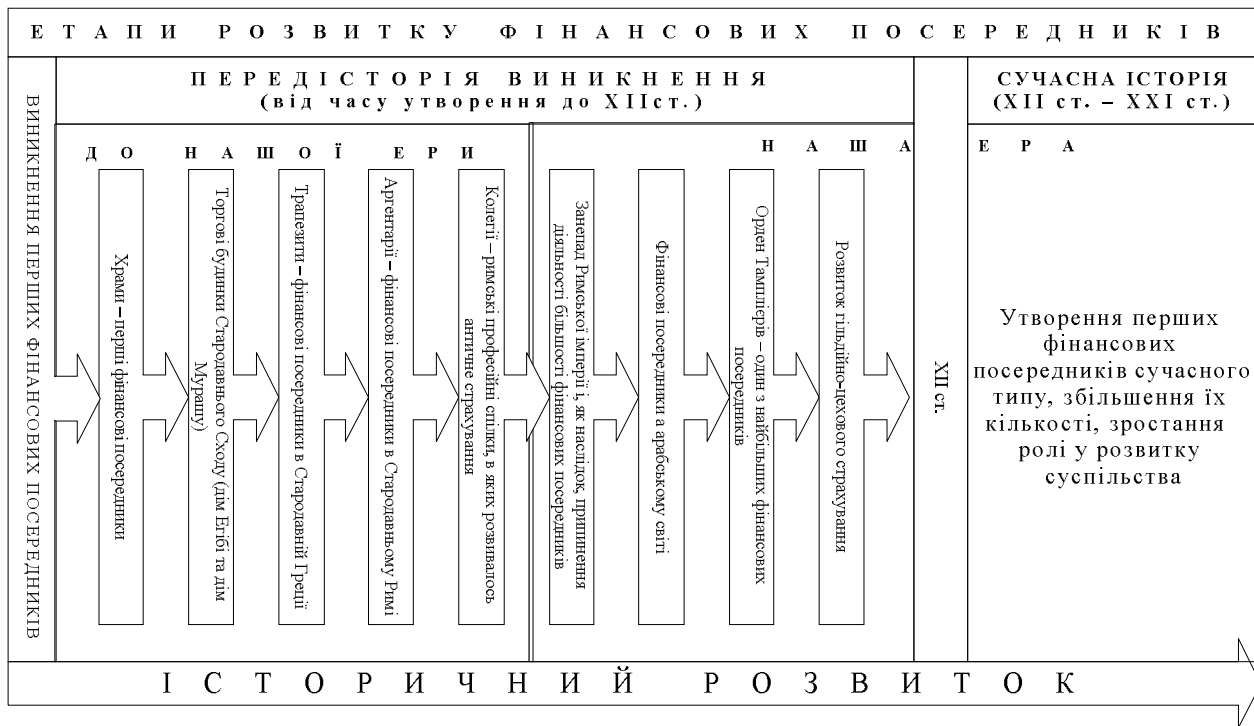 ЕТАПИ РОЗВИТКУ ФІНАНСОВИХ ПОСЕРЕДНИКІВ
ВИНИКНЕННЯ ПЕРШИХ ФІНАНСОВИХ ПОСЕРЕДНИКІВ
ПЕРЕДІСТОРІЯ ВИНИКНЕННЯ
(від часу утворення до XIIст.)
СУЧАСНА ІСТОРІЯ
(XII ст. – XXI ст.)
ДО НАШОЇ ЕРИ
НАША ЕРА
Храми – перші фінансові посередники
Торгові будинки Стародавнього Сходу (дім Егібі та дім
Мурашу)
Трапезити – фінансові посередники в Стародавній Греції
Аргентарії – фінансові посередники в Стародавньому Римі
Колегії – римські професійні спілки, в яких розвивалось
античне страхування
Занепад Римської імперії і, як наслідок, припинення
діяльності більшості фінансових посередників
Фінансові посередники а арабському світі
Орден Тамплієрів – один з найбільших фінансових
посередників
Розвиток гільдійно-цехового страхування
XII ст.
Утворення перших
фінансових
посередників сучасного
типу, збільшення їх
кількості, зростання
ролі у розвитку
суспільства
ІСТОРИЧНИЙ РОЗВИТОК